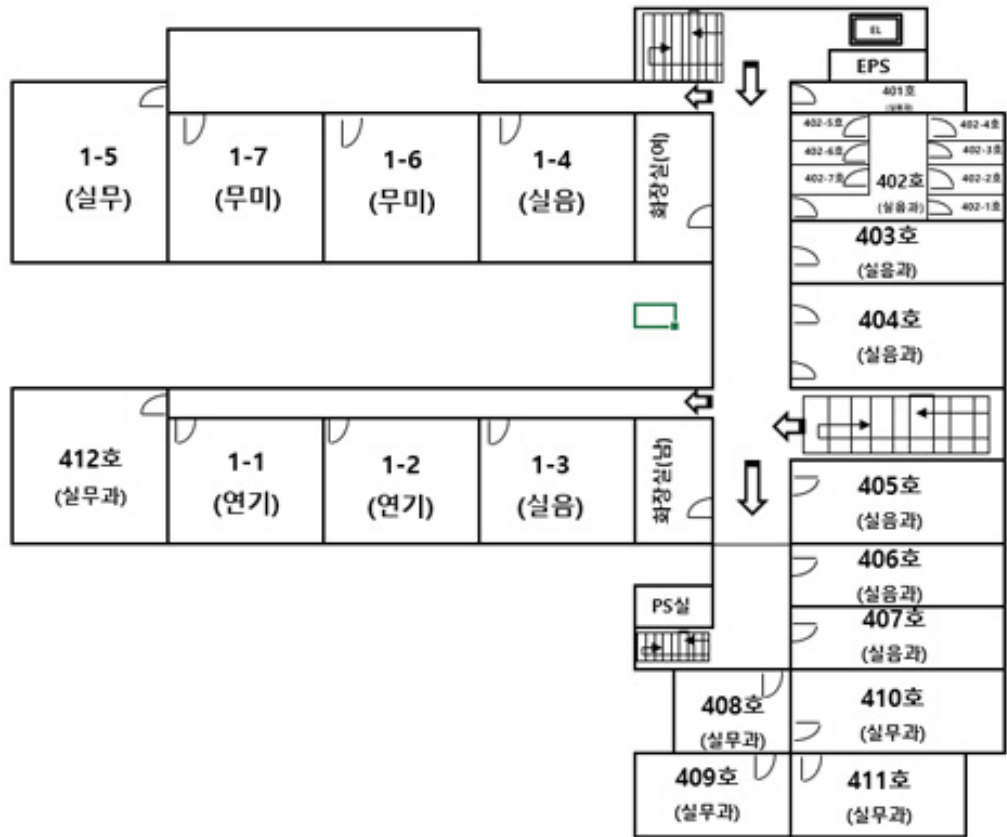 EL
EPS
401호
(실무과)
402-5호
402-4호
402-6호
402-3호
402-7호
402호
402-2호
(실음과)
402-1호
1-5
(실무)
1-7
(무미)
1-6
(무미)
1-4
(실음)
화장실(여)
403호
(실음과)
404호
(실음과)
412호
(실무과)
1-1
(연기)
1-2
(연기)
1-3
(실음)
화장실(남)
405호
(실음과)
406호
(실음과)
PS실
407호
(실음과)
408호
(실무과)
410호
(실무과)
409호
(실무과)
411호
(실무과)